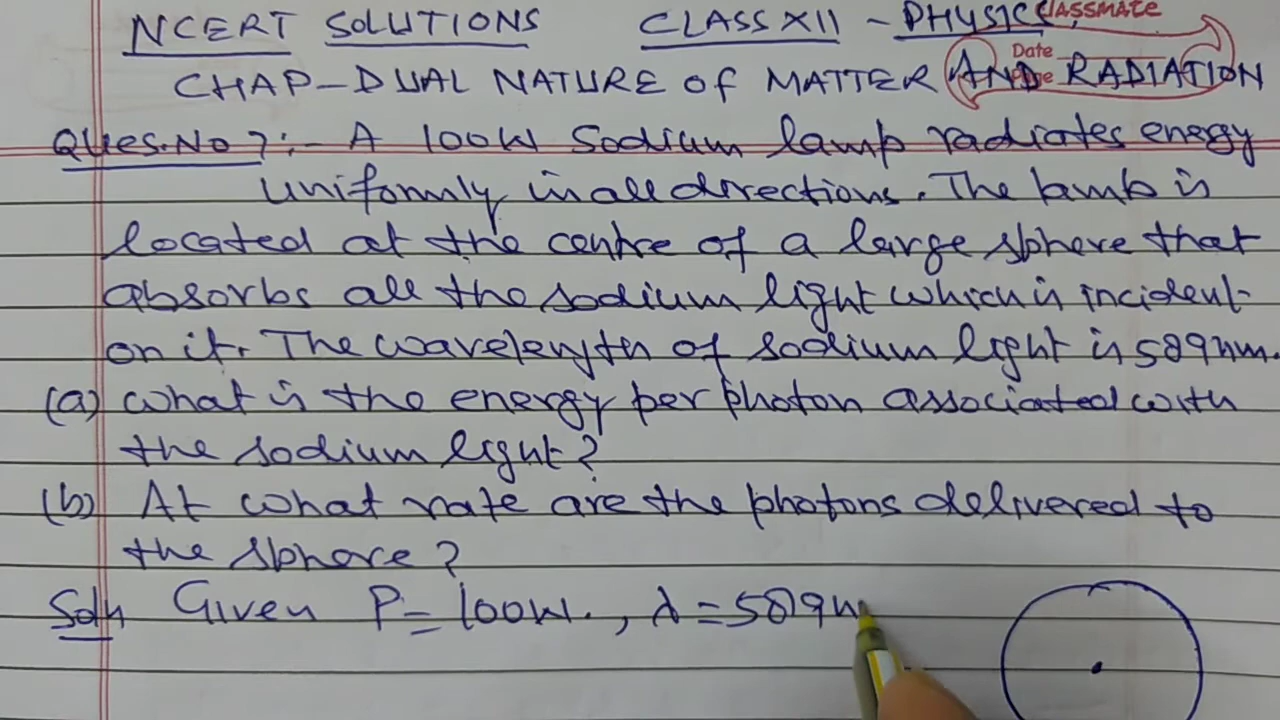 NCERT SOLUTIONS CLASS XII - PHYSICS
classmate
Date
CHAP-DUAL NATURE OF MATTER AND RADIATION
Ques.No 7:- A 100W Sodium lamp radiates energy
uniformly in all directions. The lamp is
located at the centre of a large sphere that
absorbs all the sodium light which is incident
on it. The wavelength of sodium light is 589nm.
(a) what is the energy per photon associated with
the sodium light?
(b) At what rate are the photons delivered to
the sphere?
Soln Given P = 100W., λ = 589n